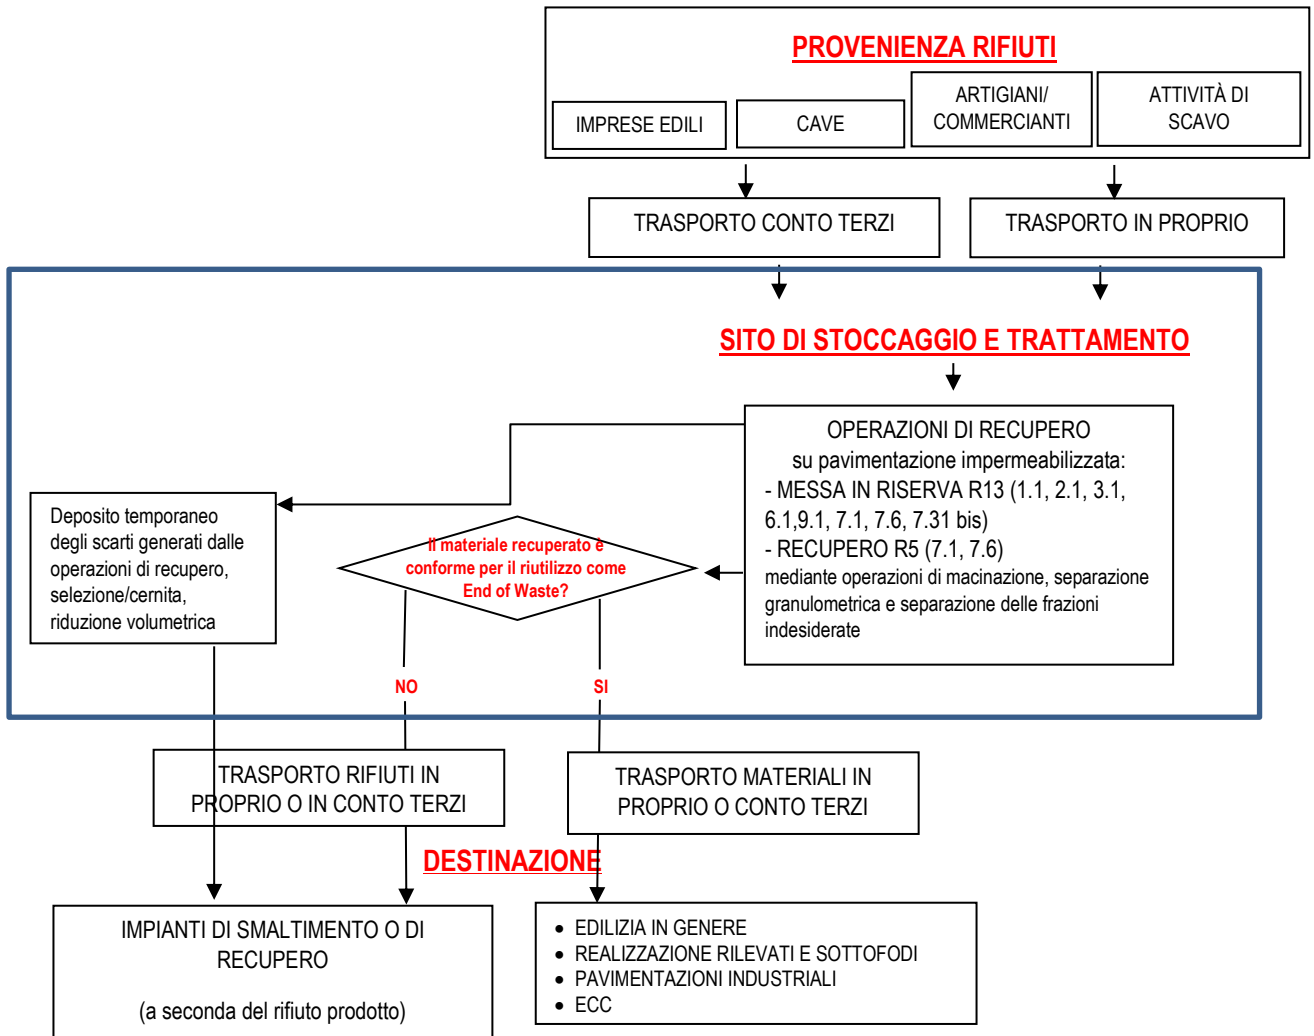 PROVENIENZA RIFIUTI
IMPRESE EDILI
CAVE
ARTIGIANI/
COMMERCIANTI
ATTIVITÀ DI
SCAVO
TRASPORTO CONTO TERZI
TRASPORTO IN PROPRIO
SITO DI STOCCAGGIO E TRATTAMENTO
OPERAZIONI DI RECUPERO
su pavimentazione impermeabilizzata:
- MESSA IN RISERVA R13 (1.1, 2.1, 3.1,
6.1,9.1, 7.1, 7.6, 7.31 bis)
- RECUPERO R5 (7.1, 7.6)
mediante operazioni di macinazione, separazione
granulometrica e separazione delle frazioni
indesiderate
Deposito temporaneo
degli scarti generati dalle
operazioni di recupero,
selezione/cernita,
riduzione volumetrica
Il materiale recuperato è
conforme per il riutilizzo come
End of Waste?
NO
SI
TRASPORTO RIFIUTI IN
PROPRIO O IN CONTO TERZI
TRASPORTO MATERIALI IN
PROPRIO O CONTO TERZI
DESTINAZIONE
IMPIANTI DI SMALTIMENTO O DI
RECUPERO
(a seconda del rifiuto prodotto)
• EDILIZIA IN GENERE
• REALIZZAZIONE RILEVATI E SOTTOFODI
• PAVIMENTAZIONI INDUSTRIALI
• ECC